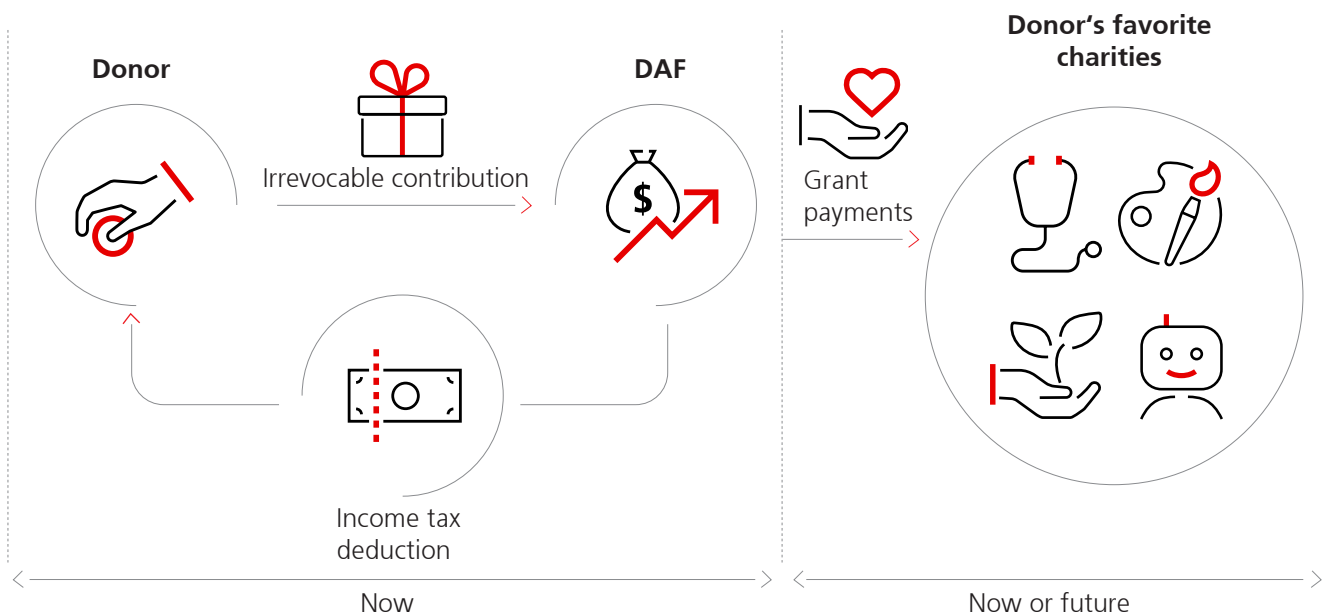 Donor
Irrevocable contribution
DAF
$
Income tax
deduction
Now
Grant
payments
Donor‘s favorite
charities
Now or future